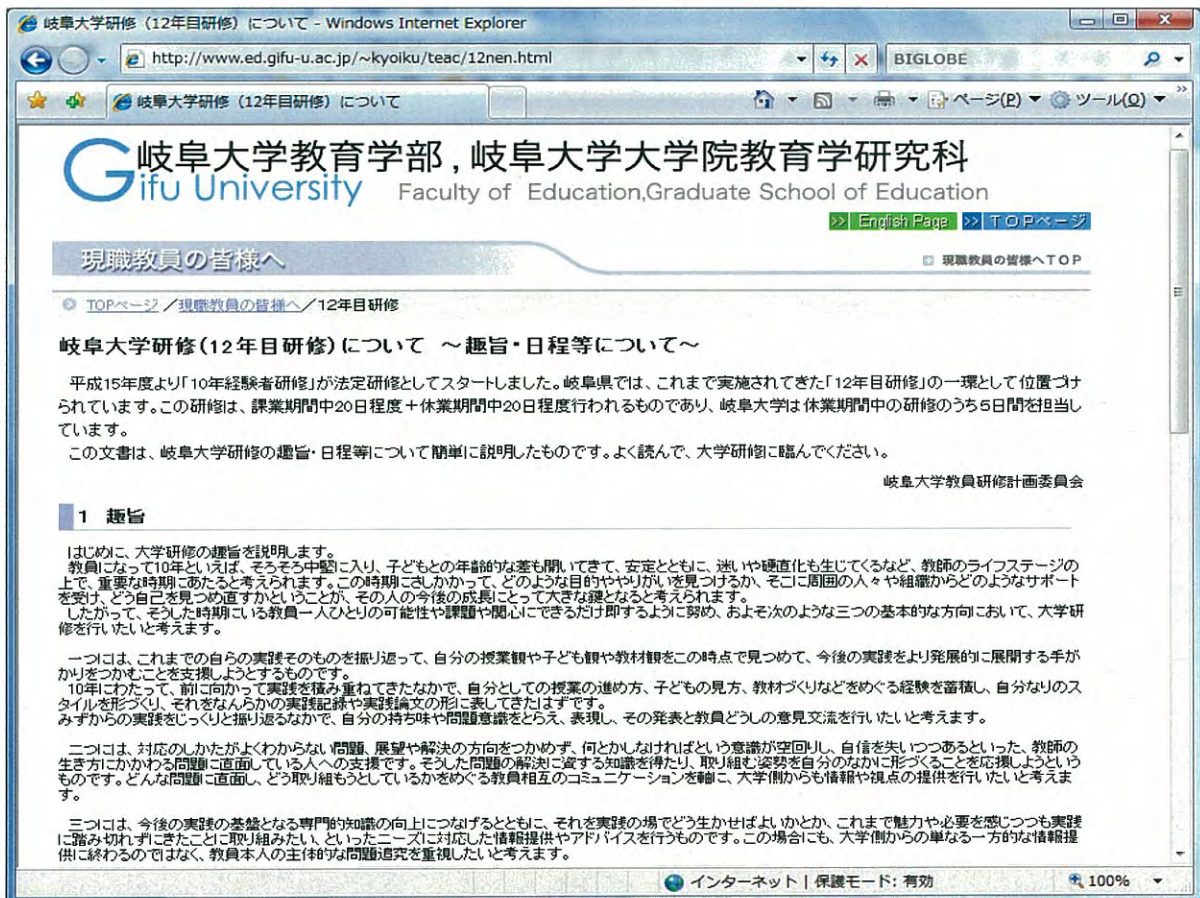 岐阜大学研修（12年目研修）について - Windows Internet Explorer
http://www.ed.gifu-u.ac.jp/~kyoiku/teac/12nen.html
BIGLOBE
岐阜大学研修（12年目研修）について
ページ(P)
ツール(O)
岐阜大学教育学部，岐阜大学大学院教育学研究科
Gifu University Faculty of Education,Graduate School of Education
>> English Page >> TOPページ
現職教員の皆様へ
現職教員の皆様へTOP
TOPページ／現職教員の皆様へ／12年目研修
岐阜大学研修(12年目研修)について ～趣旨・日程等について～
平成15年度より「10年経験者研修」が法定研修としてスタートしました。岐阜県では、これまで実施されてきた「12年目研修」の一環として位置づけ
られています。この研修は、課業期間中20日程度＋休業期間中20日程度行われるものであり、岐阜大学は休業期間中の研修のうち5日間を担当し
ています。
この文書は、岐阜大学研修の趣旨・日程等について簡単に説明したものです。よく読んで、大学研修に臨んでください。
岐阜大学教員研修計画委員会
1 趣旨
はじめに、大学研修の趣旨を説明します。
教員になって10年といえば、そろそろ中堅に入り、子どもとの年齢的な差も開いてきて、安定とともに、迷いや硬直化も生じてくるなど、教師のライフステージの
上で、重要な時期にあたると考えられます。この時期にさしかかって、どのような目的ややりがいを見つけるか、そこに周囲の人々や組織からどのようなサポート
を受け、どう自己を見つめ直すかということが、その人の今後の成長にとって大きな鍵となると考えられます。
したがって、そうした時期にいる教員一人ひとりの可能性や課題や関心にできるだけ即するように努め、およそ次のような三つの基本的な方向において、大学研
修を行いたいと考えます。
一つには、これまでの自らの実践そのものを振り返って、自分の授業観や子ども観や教材観をこの時点で見つめて、今後の実践をより発展的に展開する手が
かりをつかむことを支援しようとするものです。
10年にわたって、前に向かって実践を積み重ねてきたなかで、自分としての授業の進め方、子どもの見方、教材づくりなどをめぐる経験を蓄積し、自分なりのス
タイルを形づくり、それをなんらかの実践記録や実践論文の形に表してきたはずです。
みずからの実践をじっくりと振り返るなかで、自分の持ち味や問題意識をとらえ、表現し、その発表と教員どうしの意見交流を行いたいと考えます。
二つには、対応のしかたがよくわからない問題、展望や解決の方向をつかめず、何とかしなければという意識が空回りし、自信を失いつつあるといった、教師の
生き方にかかわる問題に直面している人への支援です。そうした問題の解決に資する知識を得たり、取り組む姿勢を自分のなかに形づくることを応援しようという
ものです。どんな問題に直面し、どう取り組もうとしているかをめぐる教員相互のコミュニケーションを軸に、大学側からも情報や視点の提供を行いたいと考えま
す。
三つには、今後の実践の基盤となる専門的知識の向上につなげるとともに、それを実践の場でどう生かせばよいかとか、これまで魅力や必要を感じつつも実践
に踏み切れずにきたことに取り組みたい、といったニーズに対応した情報提供やアドバイスを行うものです。この場合にも、大学側からの単なる一方的な情報提
供に終わるのではなく、教員本人の主体的な問題追究を重視したいと考えます。
インターネット | 保護モード: 有効
100%